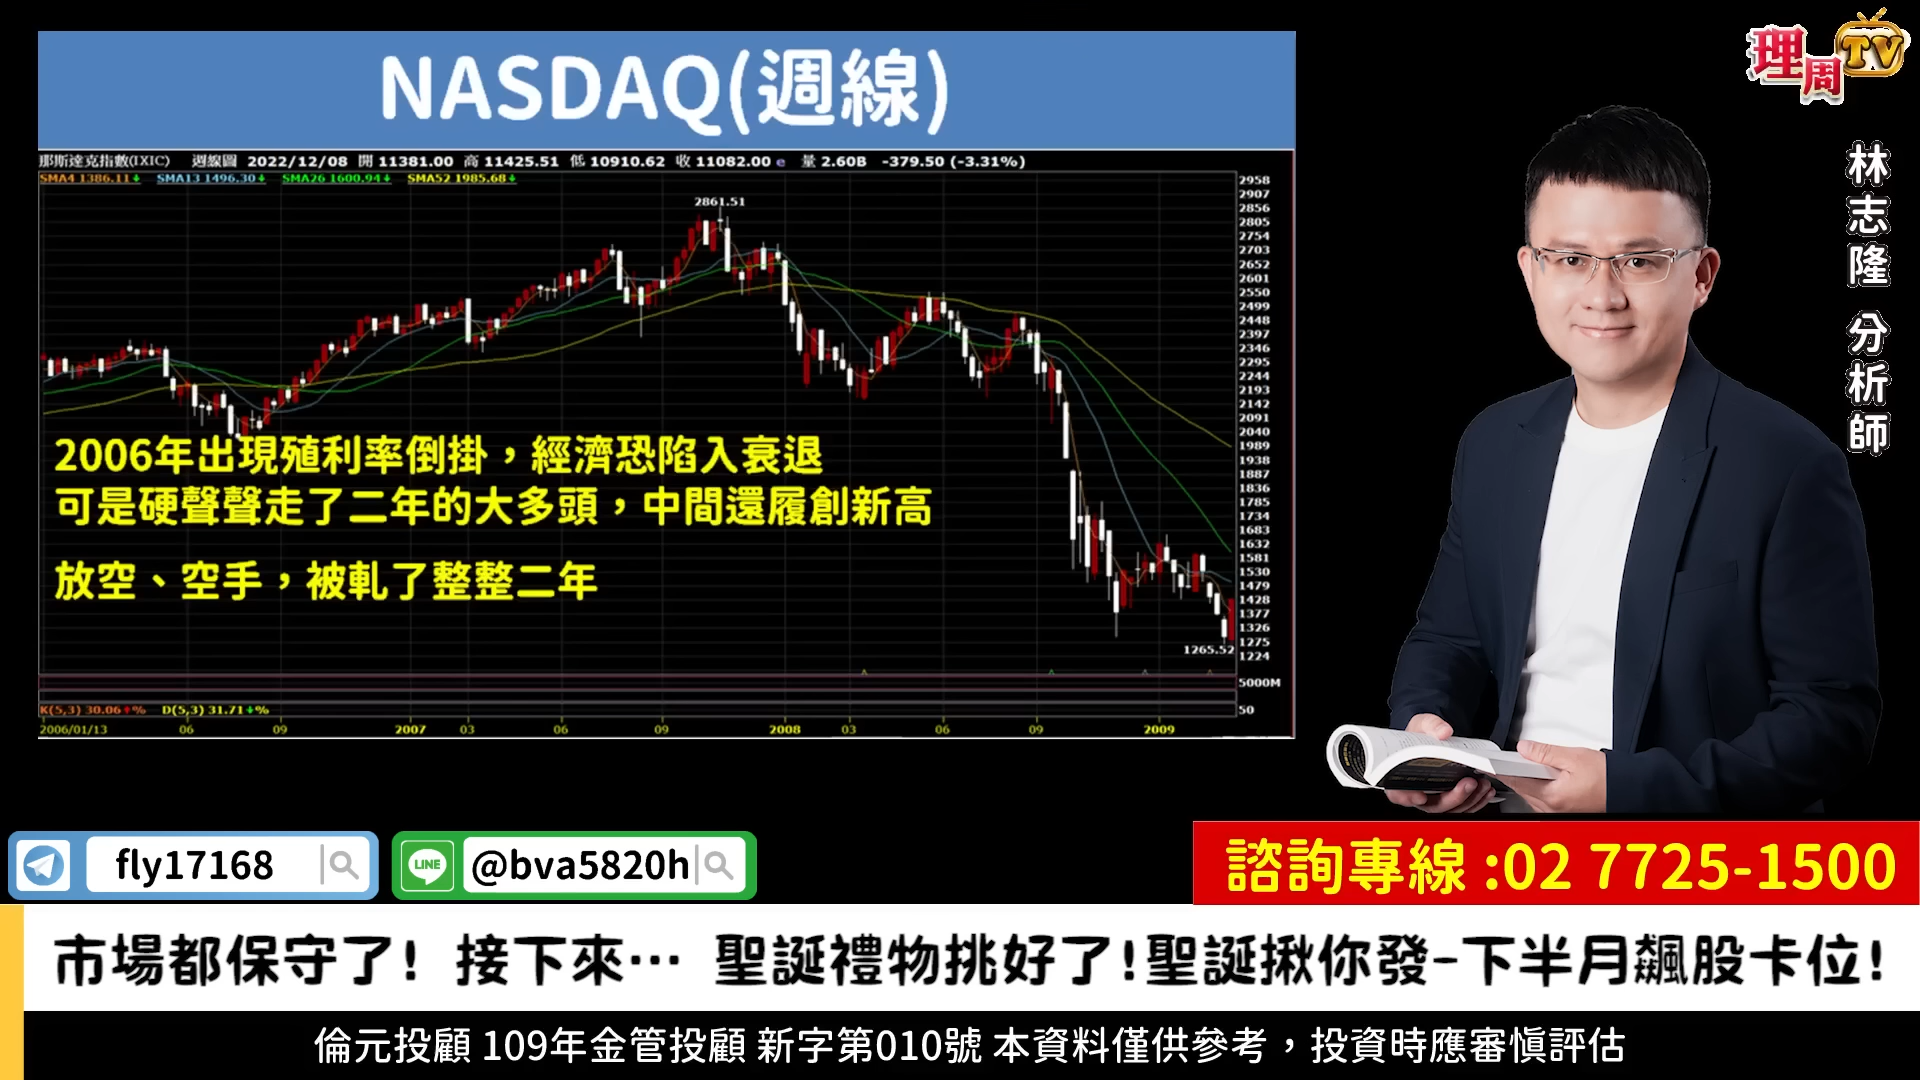 NASDAQ(週線)
理周TV
那斯達克指數(IXIC) 週線圖 2022/12/08 開 11381.00 高 11425.51 低 10910.62 收 11082.00 e 量 2.60B -379.50 (-3.31%)
SMA4 1386.11↓ SMA13 1496.30↓ SMA26 1600.94↓ SMA52 1985.68↓
2861.51
2958
2907
2856
2805
2754
2703
2652
2601
2550
2499
2448
2397
2346
2295
2244
2193
2142
2091
2040
1989
1938
1887
1836
1785
1734
1683
1632
1581
1530
1479
1428
1377
1326
1275
1224
5000M
50
林志隆 分析師
2006年出現殖利率倒掛，經濟恐陷入衰退
可是硬聲聲走了二年的大多頭，中間還履創新高
放空、空手，被軋了整整二年
1265.52
K(5,3) 30.06↑% D(5,3) 31.71↓%
2006/01/13 06 09 2007 03 06 09 2008 03 06 09 2009
fly17168
LINE @bva5820h
諮詢專線 :02 7725-1500
市場都保守了! 接下來… 聖誕禮物挑好了!聖誕揪你發-下半月飆股卡位!
倫元投顧 109年金管投顧 新字第010號 本資料僅供參考，投資時應審慎評估